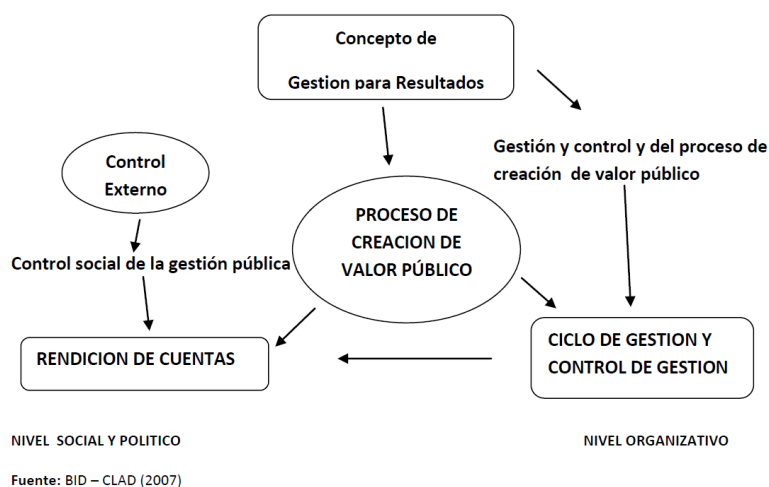 Concepto de
Gestion para Resultados
Gestión y control y del proceso de
creación de valor público
Control
Externo
PROCESO DE
CREACION DE
VALOR PÚBLICO
Control social de la gestión pública
RENDICION DE CUENTAS
CICLO DE GESTION Y
CONTROL DE GESTION
NIVEL SOCIAL Y POLITICO
NIVEL ORGANIZATIVO
Fuente: BID – CLAD (2007)